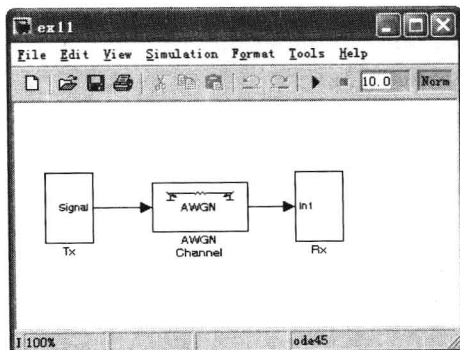 ex11
File Edit View Simulation Format Tools Help
10.0 Norm
Signal
AWGN
In1
Tx
AWGN
Channel
Rx
100%
ode45